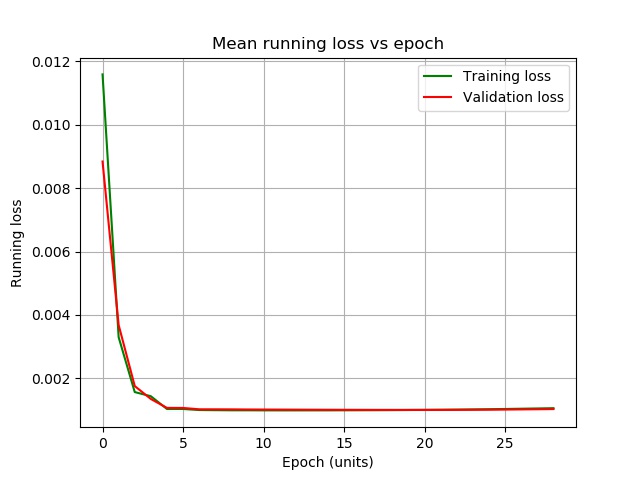 Mean running loss vs epoch
Training loss
Validation loss
Running loss
0.012
0.010
0.008
0.006
0.004
0.002
0 5 10 15 20 25
Epoch (units)